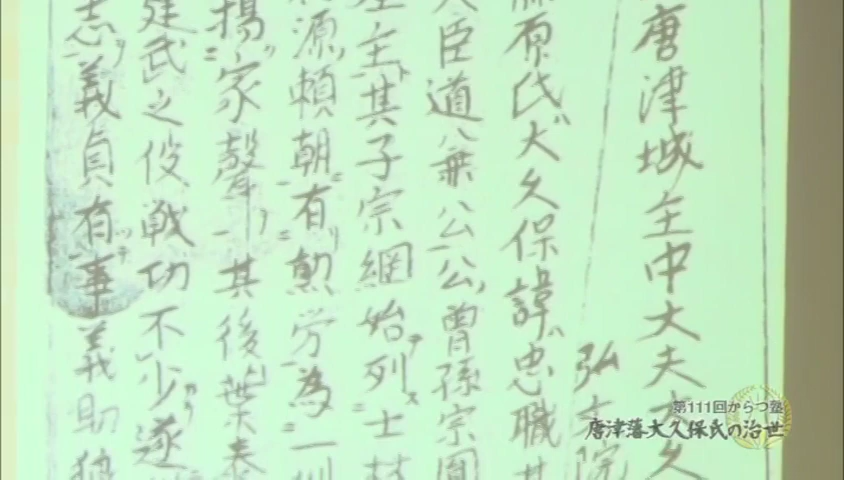 唐津城主中大夫
弘
藤原氏大久保諱忠職其
大臣道兼公公曽孫宗圓
座主其子宗綱始列士林
源頼朝有勲労為一
揚家聲其後葉泰
建武之役戦功不少遂
志義貞有事義助
第111回からつ塾
唐津藩大久保氏の治世